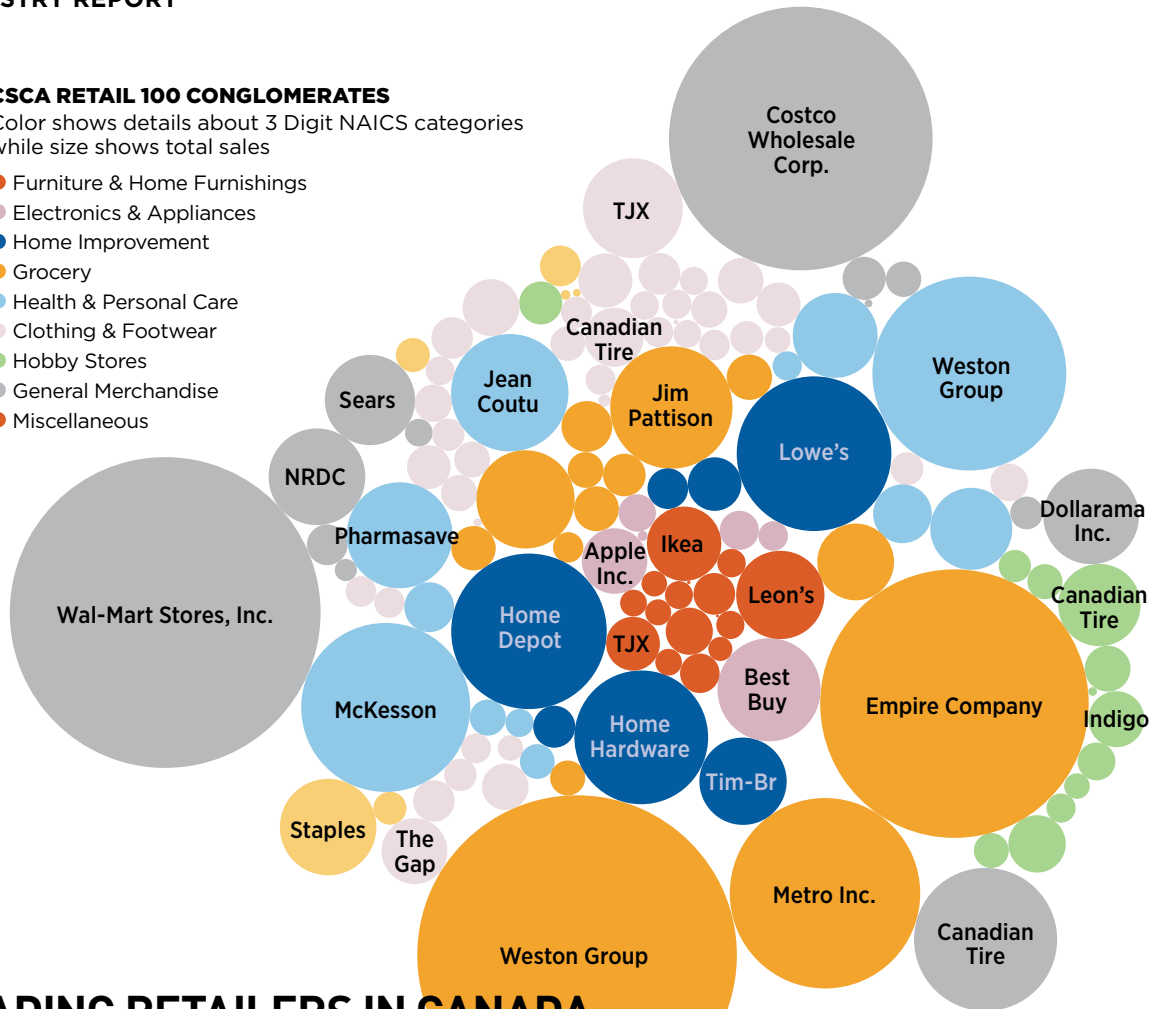 CSCA RETAIL 100 CONGLOMERATES
Color shows details about 3 Digit NAICS categories
while size shows total sales
Furniture & Home Furnishings
Electronics & Appliances
Home Improvement
Grocery
Health & Personal Care
Clothing & Footwear
Hobby Stores
General Merchandise
Miscellaneous
Costco
Wholesale
Corp.
TJX
Canadian
Tire
Weston
Group
Jean
Coutu
Jim
Pattison
Sears
Lowe's
NRDC
Dollarama
Inc.
Pharmasave
Apple
Inc.
Ikea
Leon's
Canadian
Tire
Wal-Mart Stores, Inc.
Home
Depot
TJX
Best
Buy
McKesson
Home
Hardware
Empire Company
Indigo
Tim-Br
Staples
The
Gap
Metro Inc.
Weston Group
Canadian
Tire
RETAILERS IN CANADA